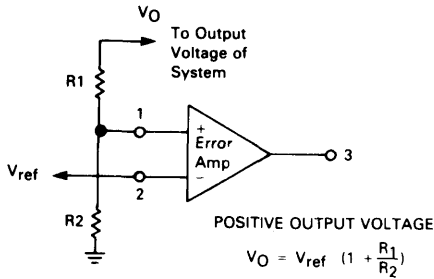 VO
To Output
Voltage of
System
R1
1
+
Error
Amp
−
3
Vref
2
R2
POSITIVE OUTPUT VOLTAGE
VO = Vref (1 + R1/R2)